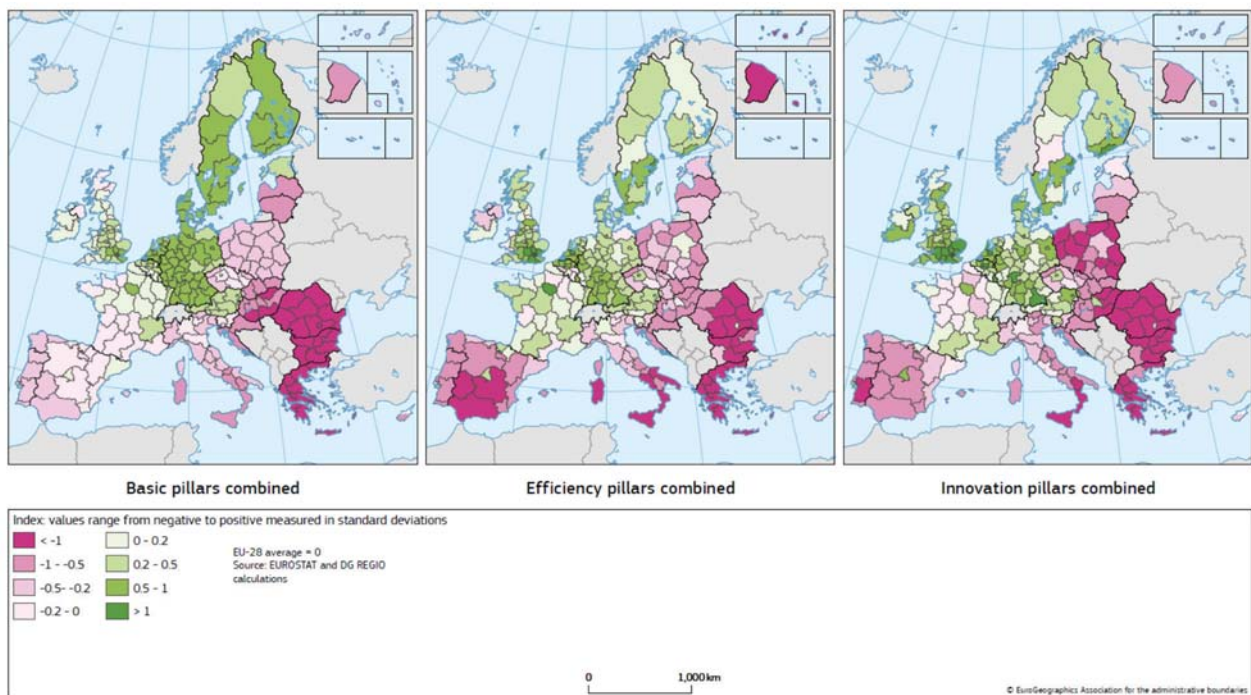 Basic pillars combined
Efficiency pillars combined
Innovation pillars combined
Index: values range from negative to positive measured in standard deviations
< -1
-1 - -0.5
-0.5- -0.2
-0.2 - 0
0 - 0.2
0.2 - 0.5
0.5 - 1
> 1
EU-28 average = 0
Source: EUROSTAT and DG REGIO
calculations
0
1,000 km
© EuroGeographics Association for the administrative boundaries